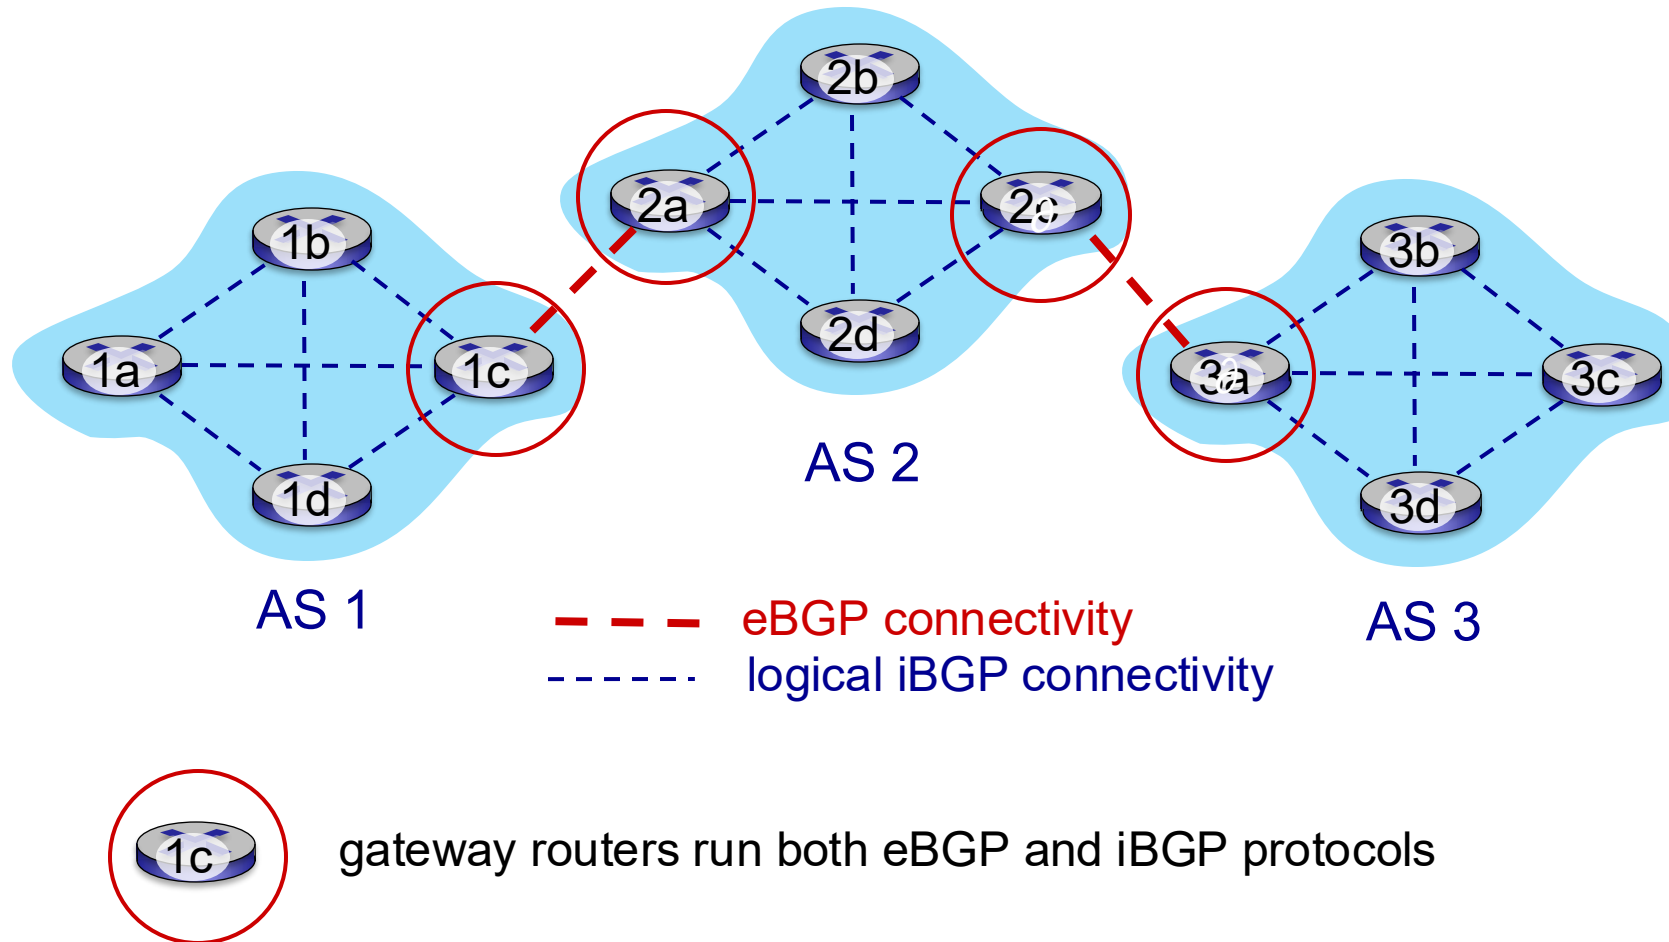 2b
2a
2c
1b
3b
2d
1a
1c
3a
3c
AS 2
1d
3d
AS 1
eBGP connectivity
AS 3
logical iBGP connectivity
1c
gateway routers run both eBGP and iBGP protocols